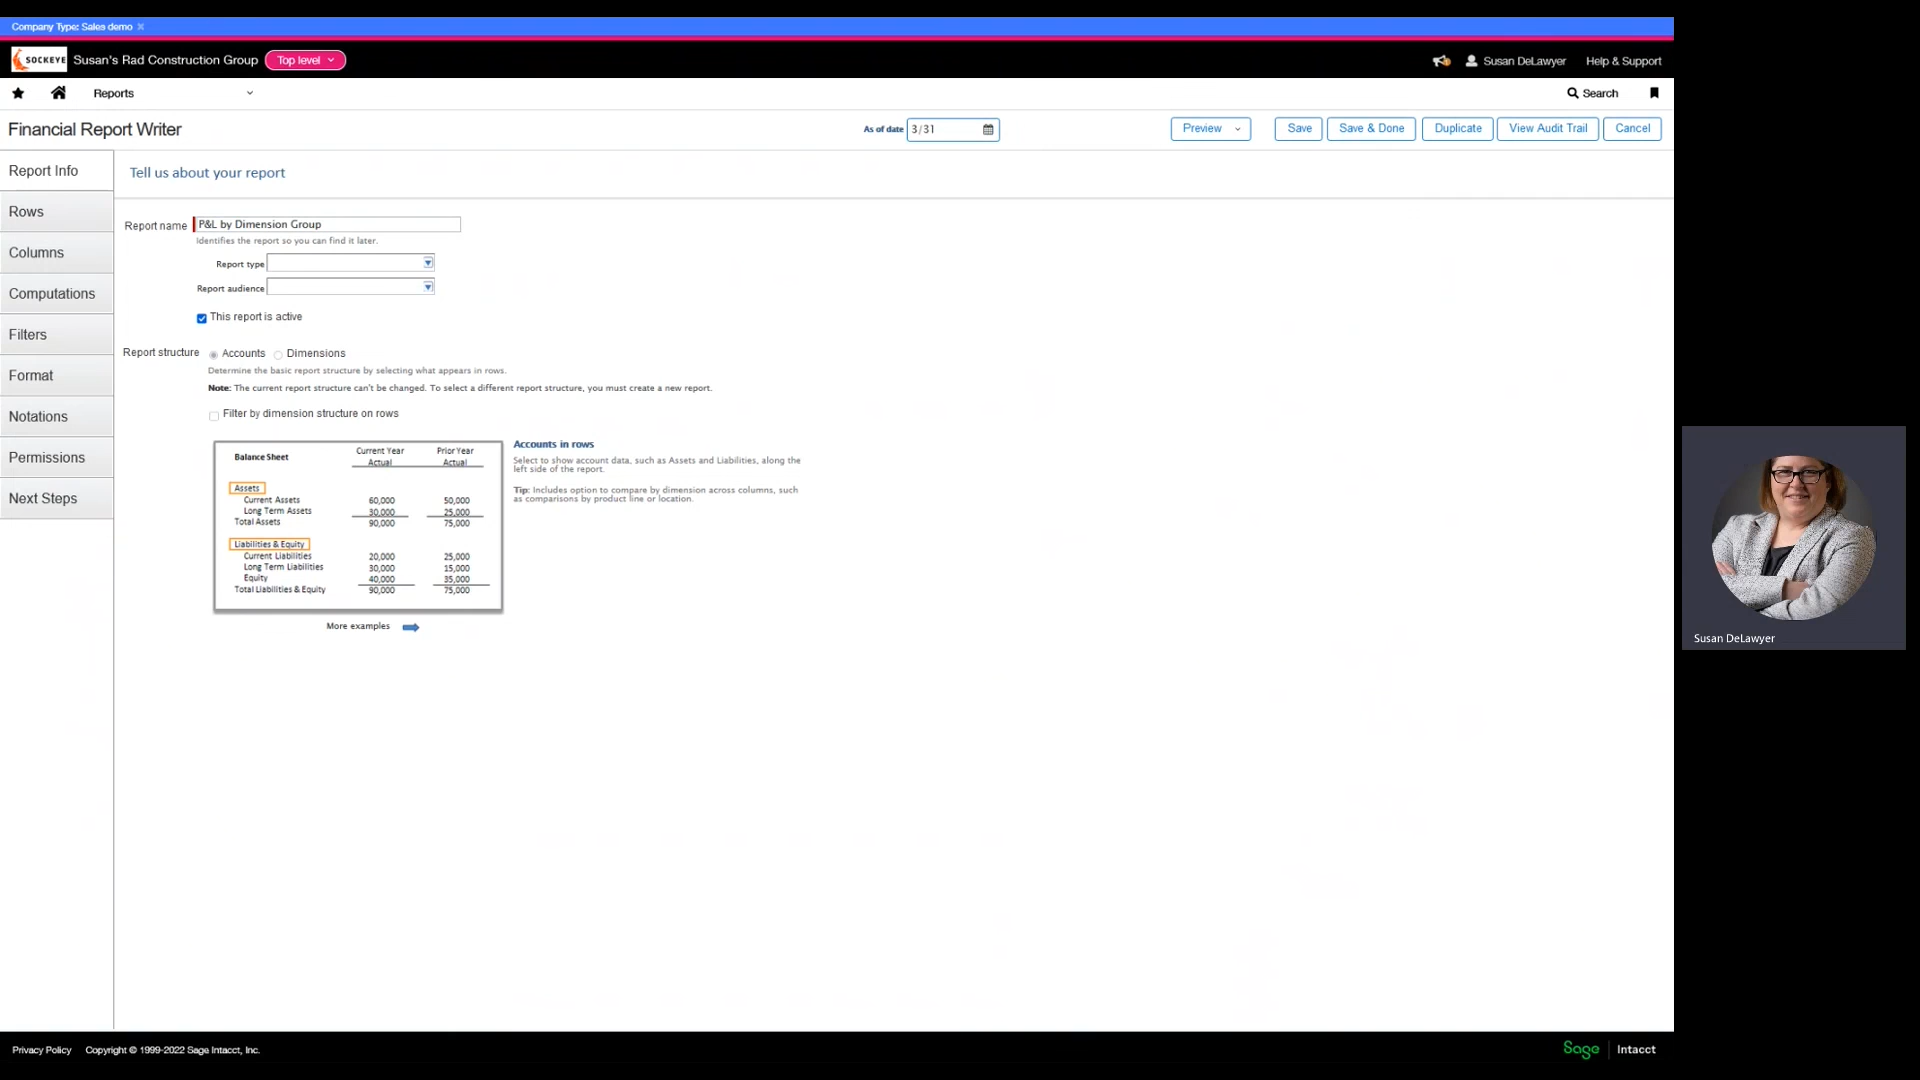 Company Type: Sales demo
SOCKEYE Susan's Rad Construction Group Top level Susan DeLawyer Help & Support
Reports Search
Financial Report Writer As of date 3/31 Preview Save Save & Done Duplicate View Audit Trail Cancel
Report Info
Rows
Columns
Computations
Filters
Format
Notations
Permissions
Next Steps
Tell us about your report
Report name P&L by Dimension Group
Identifies the report so you can find it later.
Report type
Report audience
This report is active
Report structure Accounts Dimensions
Determine the basic report structure by selecting what appears in rows.
Note: The current report structure can't be changed. To select a different report structure, you must create a new report.
Filter by dimension structure on rows
Balance Sheet Current Year Actual Prior Year Actual
Assets
Current Assets 60,000 50,000
Long Term Assets 30,000 25,000
Total Assets 90,000 75,000
Liabilities & Equity
Current Liabilities 20,000 25,000
Long Term Liabilities 30,000 15,000
Equity 40,000 35,000
Total Liabilities & Equity 90,000 75,000
More examples
Accounts in rows
Select to show account data, such as Assets and Liabilities, along the
left side of the report.
Tip: Includes option to compare by dimension across columns, such
as comparisons by product line or location.
Susan DeLawyer
Privacy Policy Copyright © 1999-2022 Sage Intacct, Inc. Sage Intacct